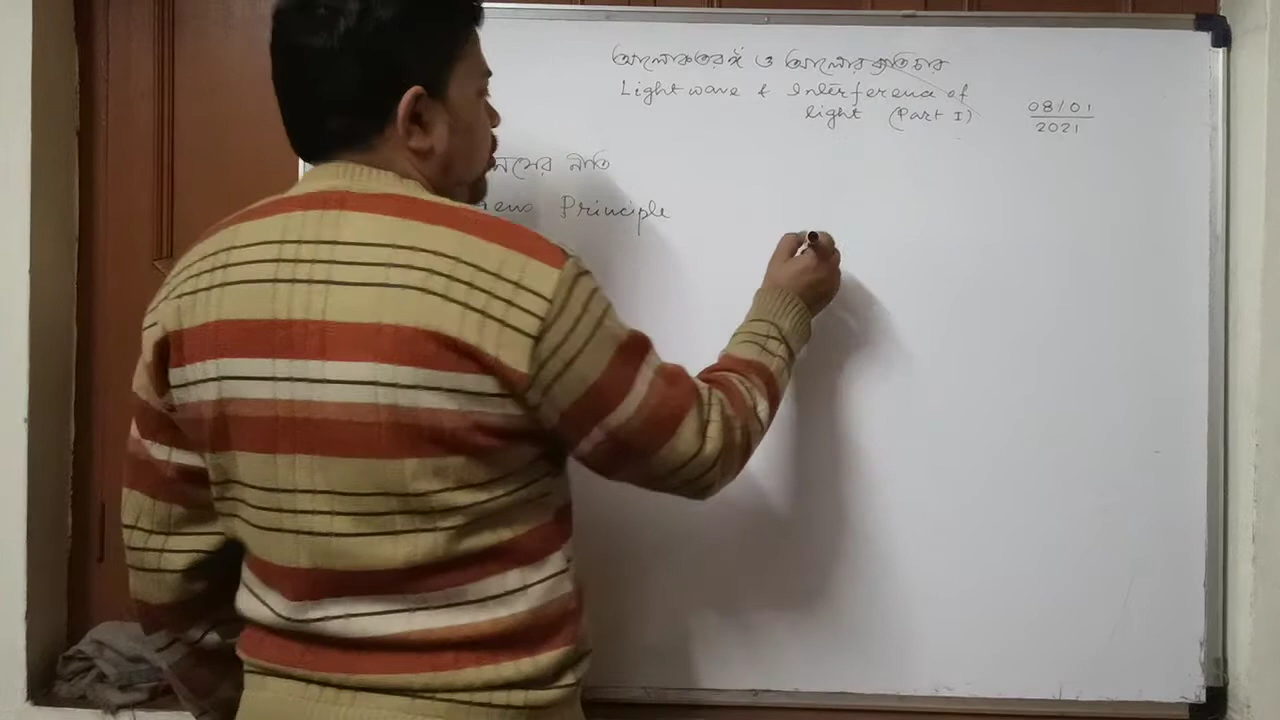 আলোকতরঙ্গ ও আলোর ব্যতিচার
Light wave & Interference of
light (Part I)
08/01
2021
নীতি
Principle